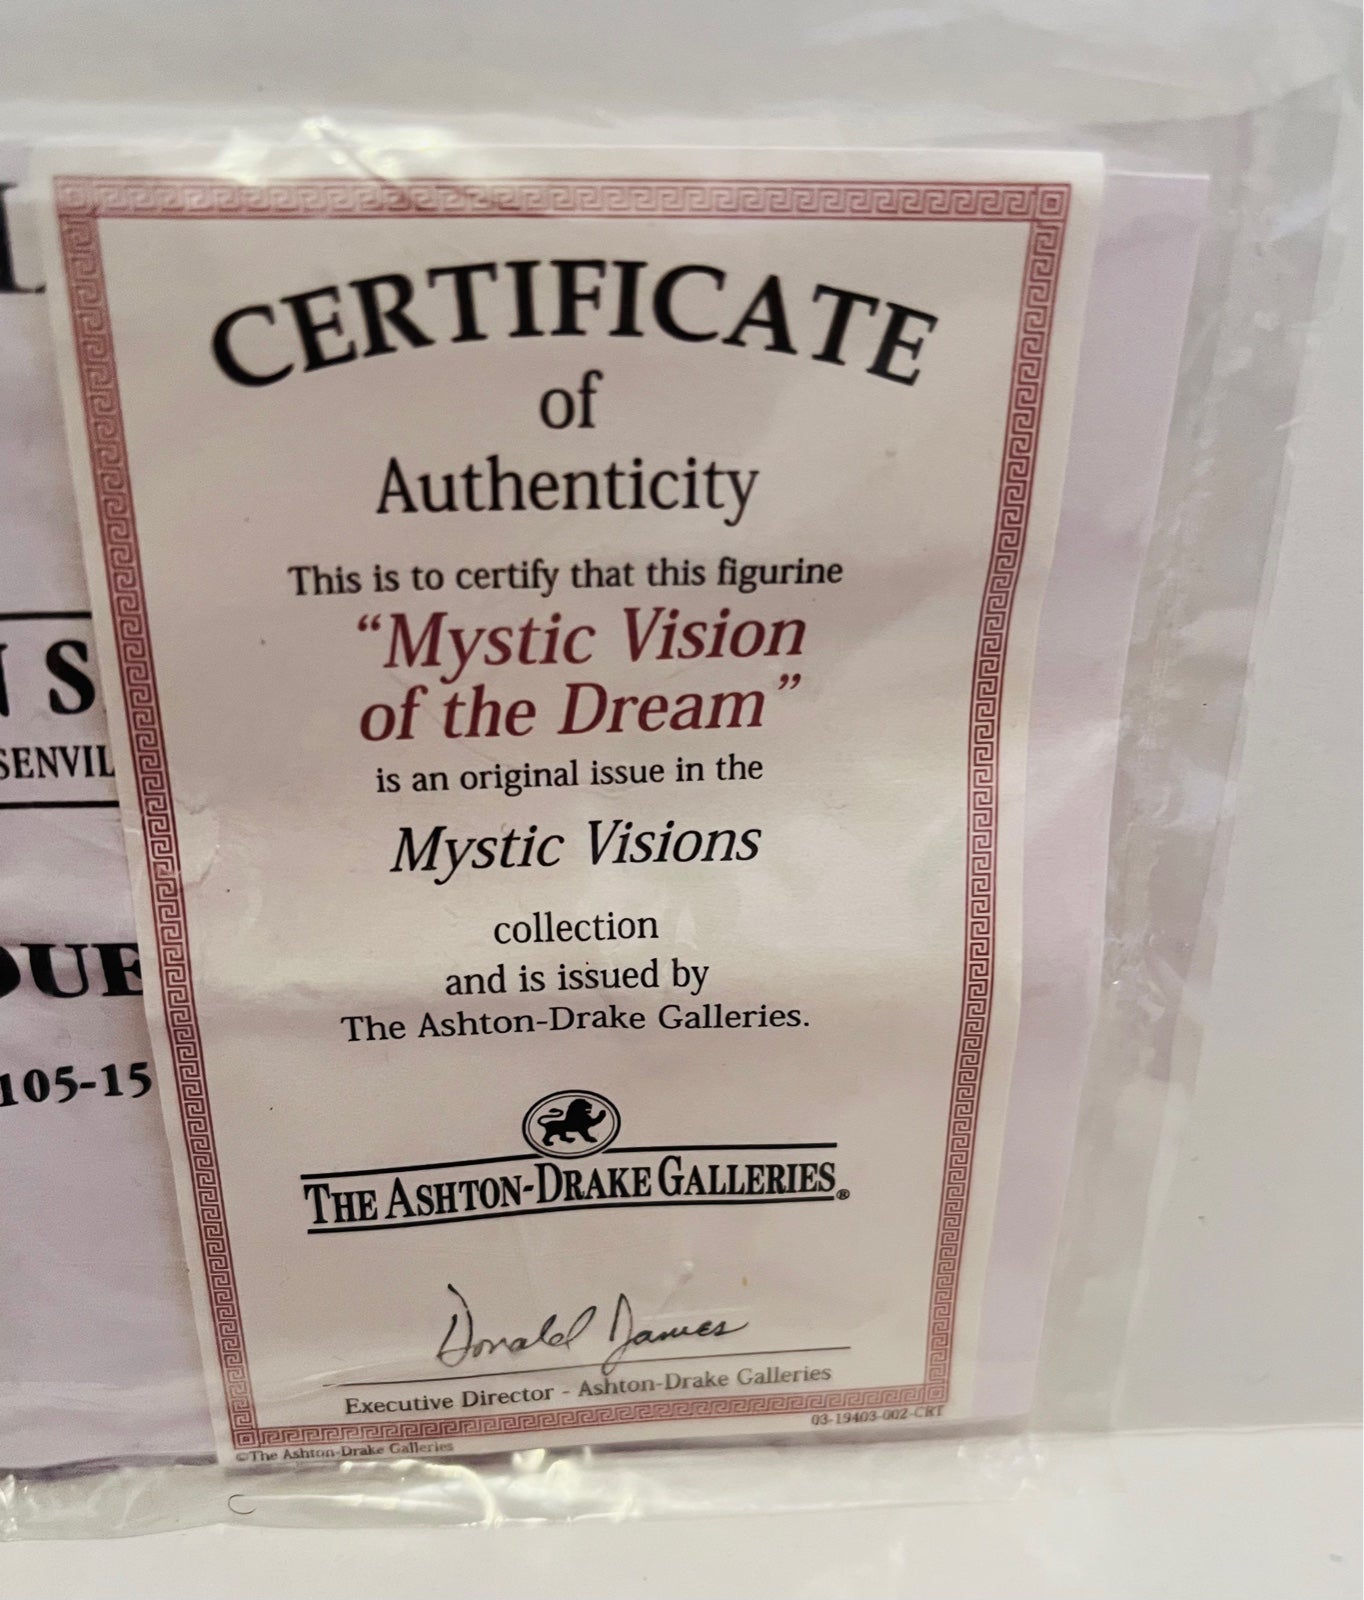 L
N S
SENVIL
DUE
105-15
CERTIFICATE
of
Authenticity
This is to certify that this figurine
“Mystic Vision
of the Dream”
is an original issue in the
Mystic Visions
collection
and is issued by
The Ashton-Drake Galleries.
THE ASHTON-DRAKE GALLERIES®
Donald James
Executive Director - Ashton-Drake Galleries
03-19403-002-CRT
©The Ashton-Drake Galleries